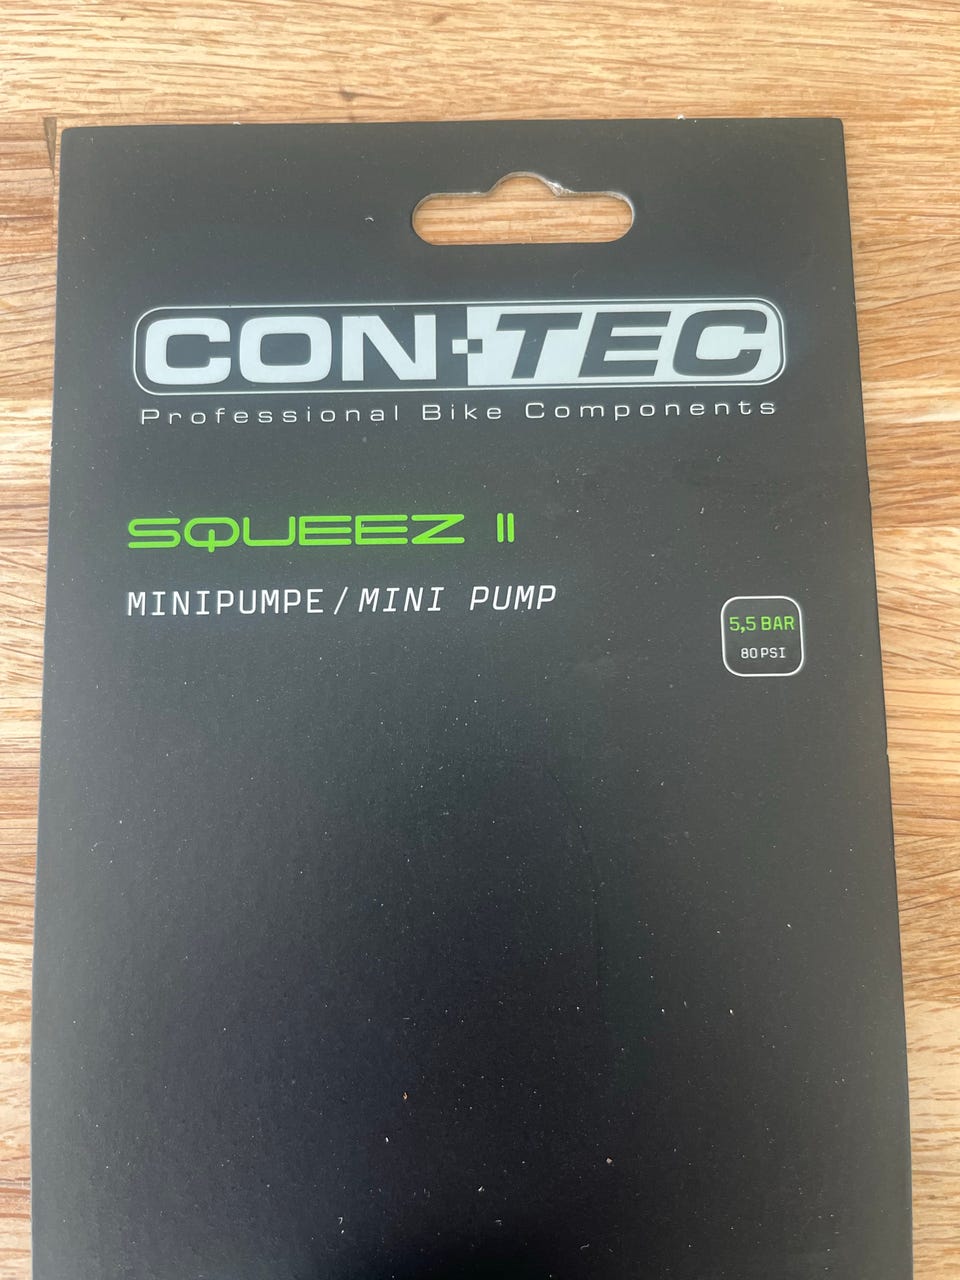 CON-TEC
Professional Bike Components
SQUEEZ II
MINIPUMPE/MINI PUMP
5,5 BAR
80 PSI